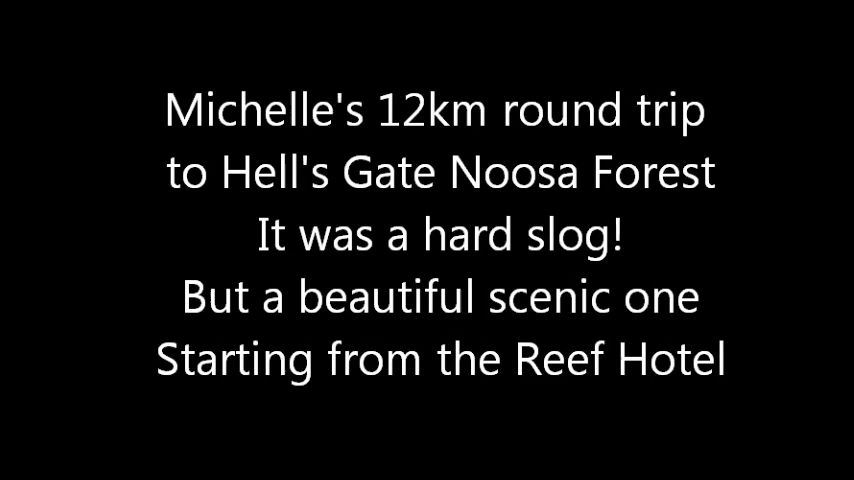 Michelle's 12km round trip
to Hell's Gate Noosa Forest
It was a hard slog!
But a beautiful scenic one
Starting from the Reef Hotel